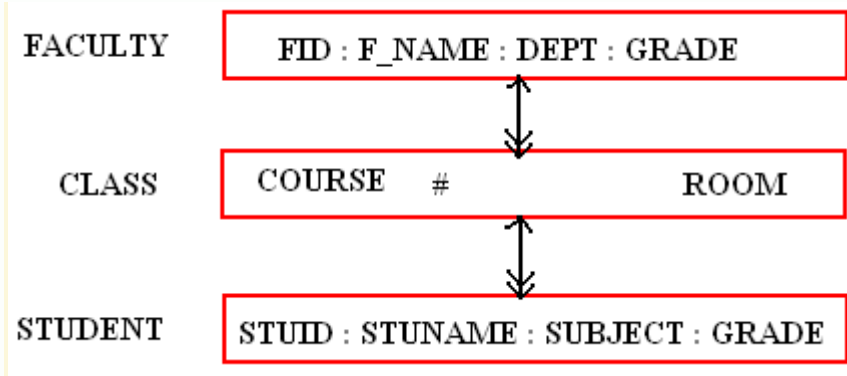 FACULTY FID : F_NAME : DEPT : GRADE
CLASS COURSE # ROOM
STUDENT STUID : STUNAME : SUBJECT : GRADE